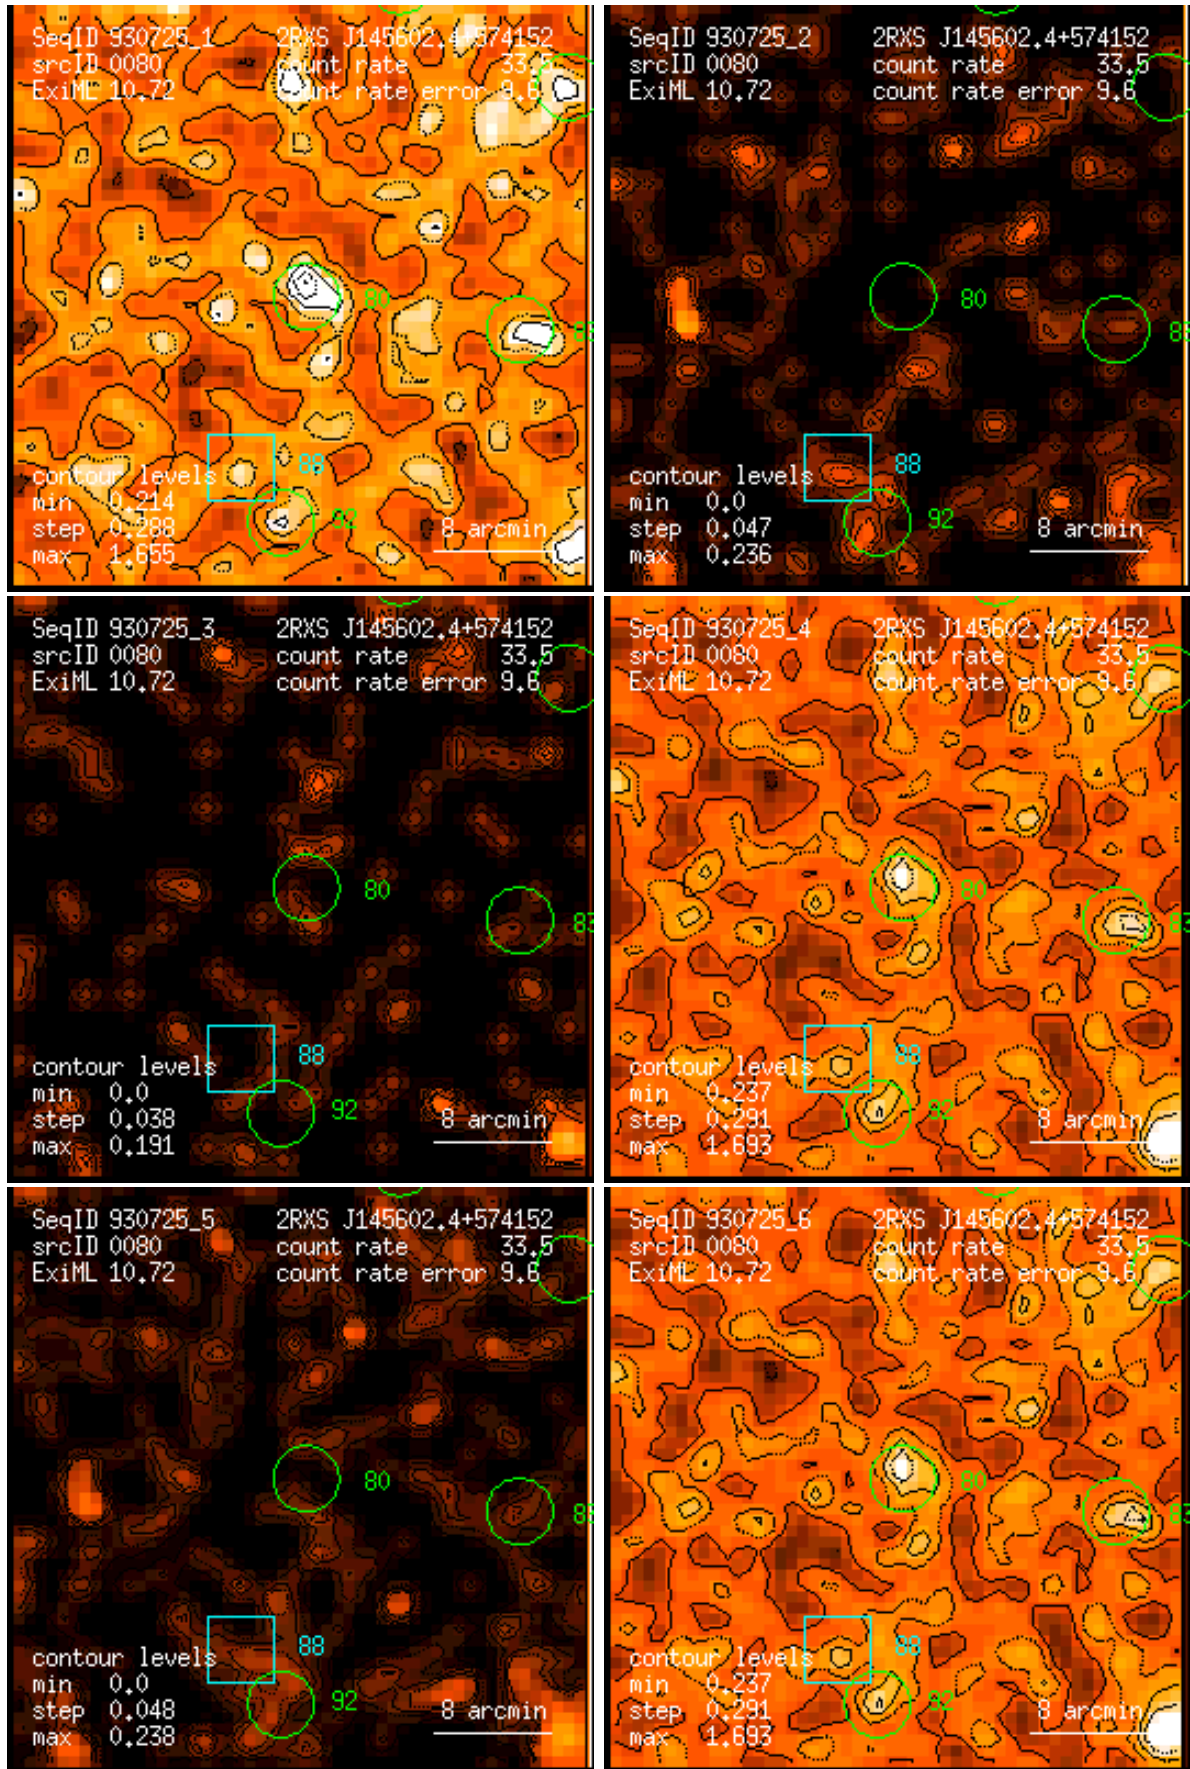 SeqID 930725_1 2RXS J145602.4+574152
srcID 0080 count rate 33.5
ExiML 10.72 count rate error 9.6
80
83
88
contour levels
min 0.214
92
step 0.288
8 arcmin
max 1.655
SeqID 930725_2 2RXS J145602.4+574152
srcID 0080 count rate 33.5
ExiML 10.72 count rate error 9.6
80
88
contour levels
min 0.0
92
step 0.047
8 arcmin
max 0.236
SeqID 930725_3 2RXS J145602.4+574152
srcID 0080 count rate 33.5
ExiML 10.72 count rate error 9.6
80
83
88
contour levels
min 0.0
92
step 0.038
8 arcmin
max 0.191
SeqID 930725_4 2RXS J145602.4+574152
srcID 0080 count rate 33.5
ExiML 10.72 count rate error 9.6
80
83
88
contour levels
min 0.237
92
step 0.291
8 arcmin
max 1.693
SeqID 930725_5 2RXS J145602.4+574152
srcID 0080 count rate 33.5
ExiML 10.72 count rate error 9.6
80
83
88
contour levels
min 0.0
92
step 0.048
8 arcmin
max 0.238
SeqID 930725_6 2RXS J145602.4+574152
srcID 0080 count rate 33.5
ExiML 10.72 count rate error 9.6
80
83
88
contour levels
min 0.237
92
step 0.291
8 arcmin
max 1.693